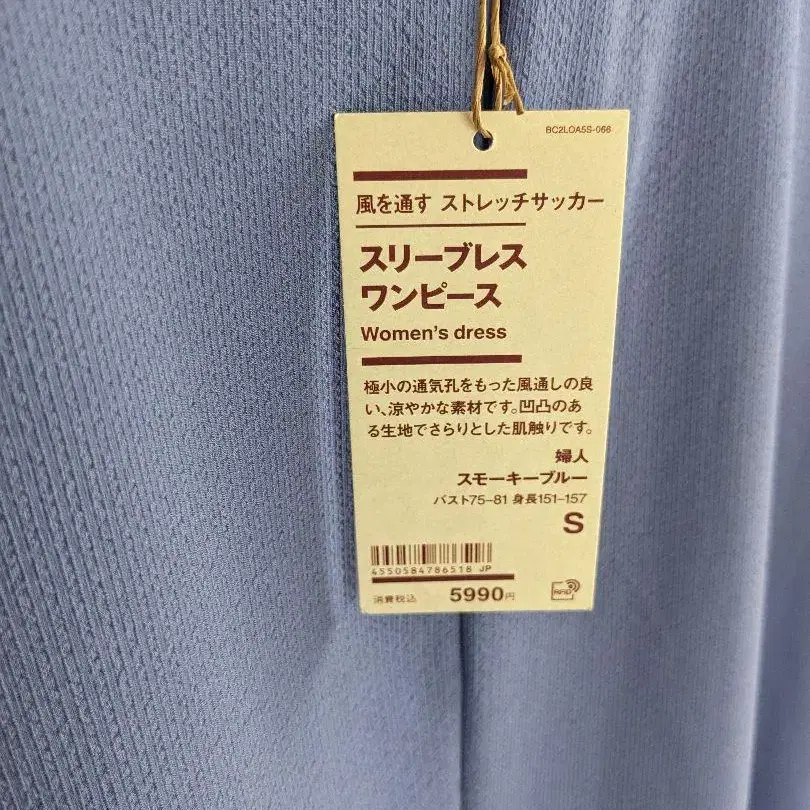 BC2LOA5S-066
風を通す ストレッチサッカー
スリーブレス
ワンピース
Women's dress
極小の通気孔をもった風通しの良
い、涼やかな素材です。凹凸のあ
る生地でさらりとした肌触りです。
婦人
スモーキーブルー
バスト75-81 身長151-157
S
4550584786518 JP
消費税込 5990円
RFID